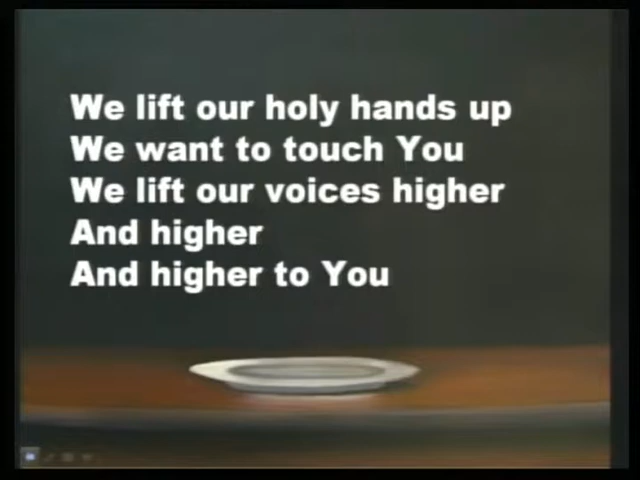 We lift our holy hands up
We want to touch You
We lift our voices higher
And higher
And higher to You